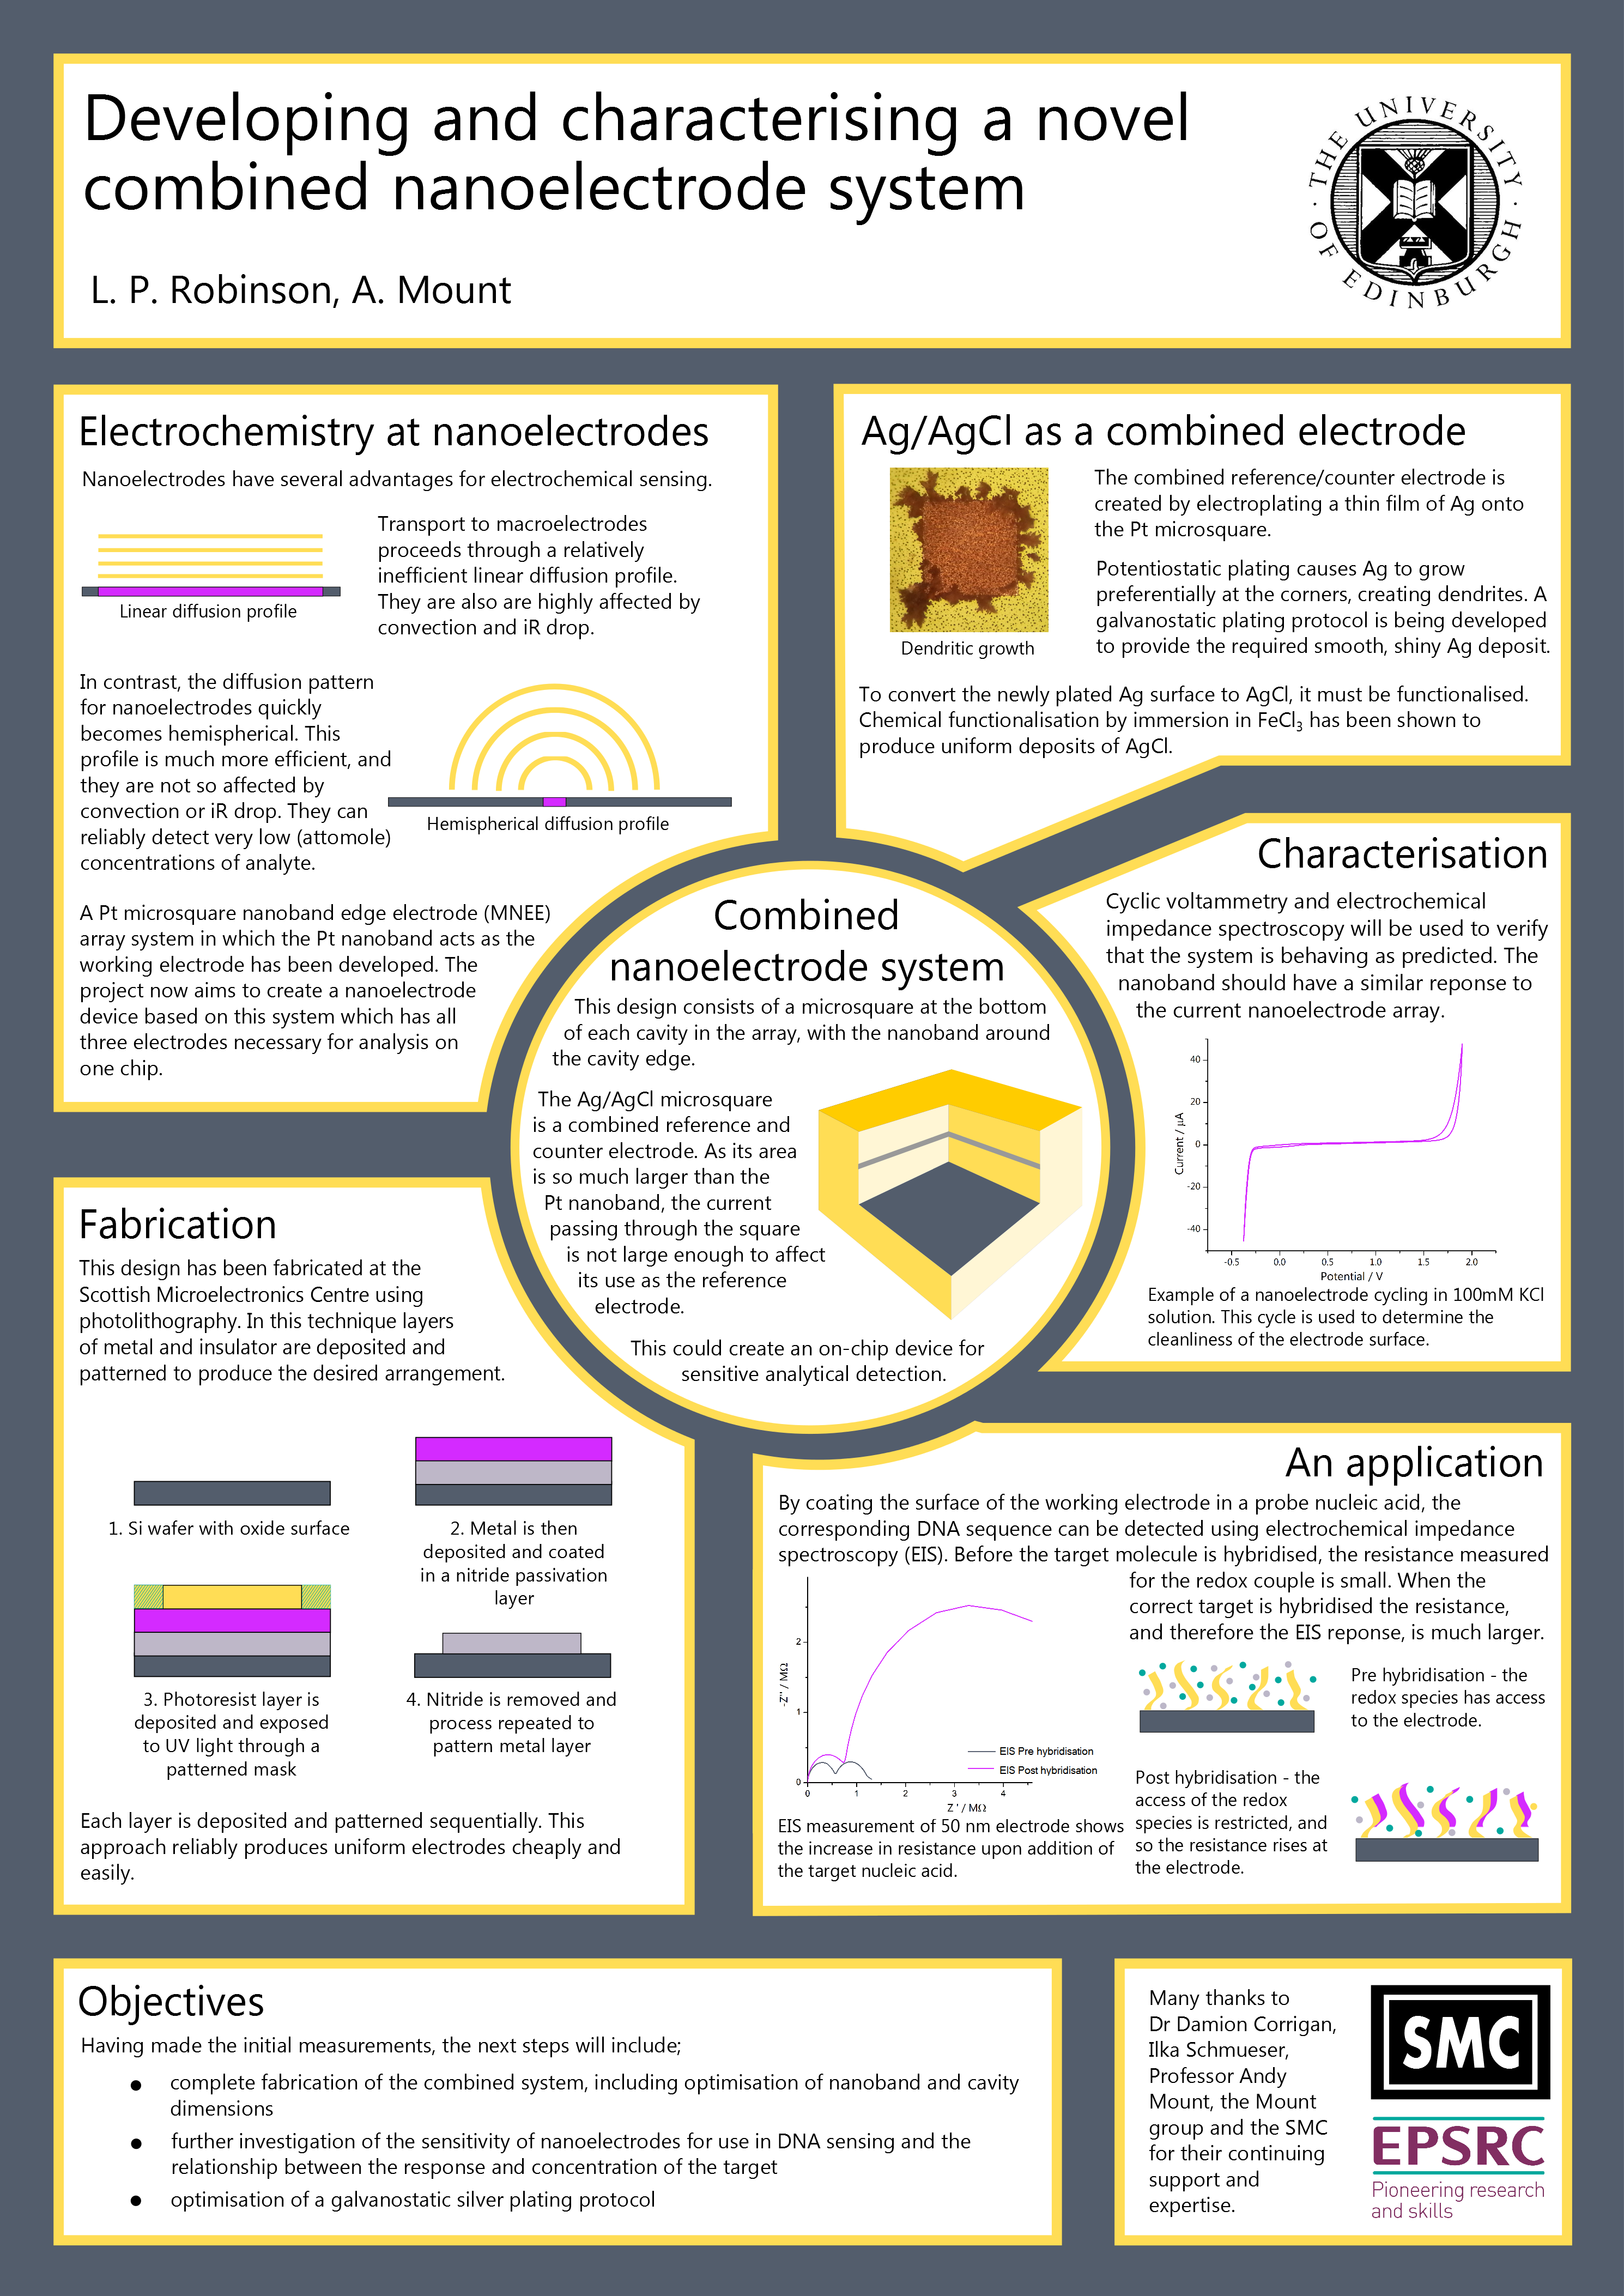 Developing and characterising a novel
combined nanoelectrode system
L. P. Robinson, A. Mount
THE UNIVERSITY
· OF EDINBURGH ·
Electrochemistry at nanoelectrodes
Nanoelectrodes have several advantages for electrochemical sensing.
Transport to macroelectrodes
proceeds through a relatively
inefficient linear diffusion profile.
They are also are highly affected by
convection and iR drop.
Linear diffusion profile
In contrast, the diffusion pattern
for nanoelectrodes quickly
becomes hemispherical. This
profile is much more efficient, and
they are not so affected by
convection or iR drop. They can
reliably detect very low (attomole)
concentrations of analyte.
Hemispherical diffusion profile
A Pt microsquare nanoband edge electrode (MNEE)
array system in which the Pt nanoband acts as the
working electrode has been developed. The
project now aims to create a nanoelectrode
device based on this system which has all
three electrodes necessary for analysis on
one chip.
Ag/AgCl as a combined electrode
The combined reference/counter electrode is
created by electroplating a thin film of Ag onto
the Pt microsquare.
Potentiostatic plating causes Ag to grow
preferentially at the corners, creating dendrites. A
galvanostatic plating protocol is being developed
to provide the required smooth, shiny Ag deposit.
Dendritic growth
To convert the newly plated Ag surface to AgCl, it must be functionalised.
Chemical functionalisation by immersion in FeCl₃ has been shown to
produce uniform deposits of AgCl.
Combined
nanoelectrode system
This design consists of a microsquare at the bottom
of each cavity in the array, with the nanoband around
the cavity edge.
The Ag/AgCl microsquare
is a combined reference and
counter electrode. As its area
is so much larger than the
Pt nanoband, the current
passing through the square
is not large enough to affect
its use as the reference
electrode.
This could create an on-chip device for
sensitive analytical detection.
Characterisation
Cyclic voltammetry and electrochemical
impedance spectroscopy will be used to verify
that the system is behaving as predicted. The
nanoband should have a similar reponse to
the current nanoelectrode array.
Current / µA
40
20
0
-20
-40
-0.5 0.0 0.5 1.0 1.5 2.0
Potential / V
Example of a nanoelectrode cycling in 100mM KCl
solution. This cycle is used to determine the
cleanliness of the electrode surface.
Fabrication
This design has been fabricated at the
Scottish Microelectronics Centre using
photolithography. In this technique layers
of metal and insulator are deposited and
patterned to produce the desired arrangement.
1. Si wafer with oxide surface
2. Metal is then
deposited and coated
in a nitride passivation
layer
3. Photoresist layer is
deposited and exposed
to UV light through a
patterned mask
4. Nitride is removed and
process repeated to
pattern metal layer
Each layer is deposited and patterned sequentially. This
approach reliably produces uniform electrodes cheaply and
easily.
An application
By coating the surface of the working electrode in a probe nucleic acid, the
corresponding DNA sequence can be detected using electrochemical impedance
spectroscopy (EIS). Before the target molecule is hybridised, the resistance measured
for the redox couple is small. When the
correct target is hybridised the resistance,
and therefore the EIS reponse, is much larger.
-Z'' / MΩ
2
1
0
0 1 2 3 4
Z ' / MΩ
EIS Pre hybridisation
EIS Post hybridisation
EIS measurement of 50 nm electrode shows
the increase in resistance upon addition of
the target nucleic acid.
Pre hybridisation - the
redox species has access
to the electrode.
Post hybridisation - the
access of the redox
species is restricted, and
so the resistance rises at
the electrode.
Objectives
Having made the initial measurements, the next steps will include;
● complete fabrication of the combined system, including optimisation of nanoband and cavity
dimensions
● further investigation of the sensitivity of nanoelectrodes for use in DNA sensing and the
relationship between the response and concentration of the target
● optimisation of a galvanostatic silver plating protocol
Many thanks to
Dr Damion Corrigan,
Ilka Schmueser,
Professor Andy
Mount, the Mount
group and the SMC
for their continuing
support and
expertise.
SMC
EPSRC
Pioneering research
and skills